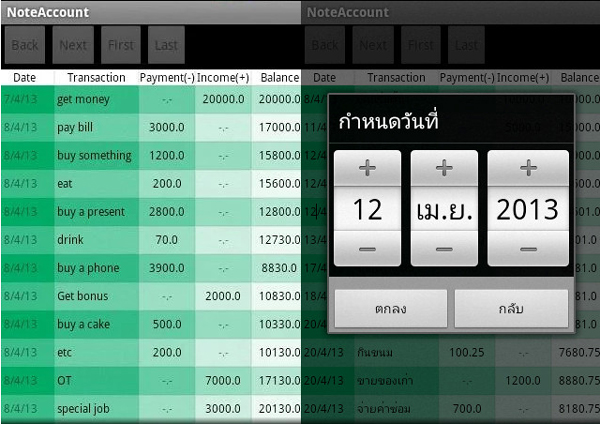 NoteAccount
Back Next First Last
Date Transaction Payment(-) Income(+) Balance
7/4/13 get money -.- 20000.0 20000.0
8/4/13 pay bill 3000.0 -.- 17000.0
8/4/13 buy something 1200.0 -.- 15800.0
8/4/13 eat 200.0 -.- 15600.0
8/4/13 buy a present 2800.0 -.- 12800.0
8/4/13 drink 70.0 -.- 12730.0
8/4/13 buy a phone 3900.0 -.- 8830.0
8/4/13 Get bonus -.- 2000.0 10830.0
8/4/13 buy a cake 500.0 -.- 10330.0
8/4/13 etc 200.0 -.- 10130.0
8/4/13 OT -.- 7000.0 17130.0
8/4/13 special job -.- 3000.0 20130.0
NoteAccount
Back Next First Last
Date Transaction Payment(-) Income(+) Balance
กำหนดวันที่
+ + +
12 เม.ย. 2013
- - -
ตกลง กลับ
20/4/13 กินขนม 100.25 -.- 7680.75
20/4/13 ขายของเก่า -.- 1200.0 8880.75
20/4/13 จ่ายค่าซ่อม 700.0 -.- 8180.75